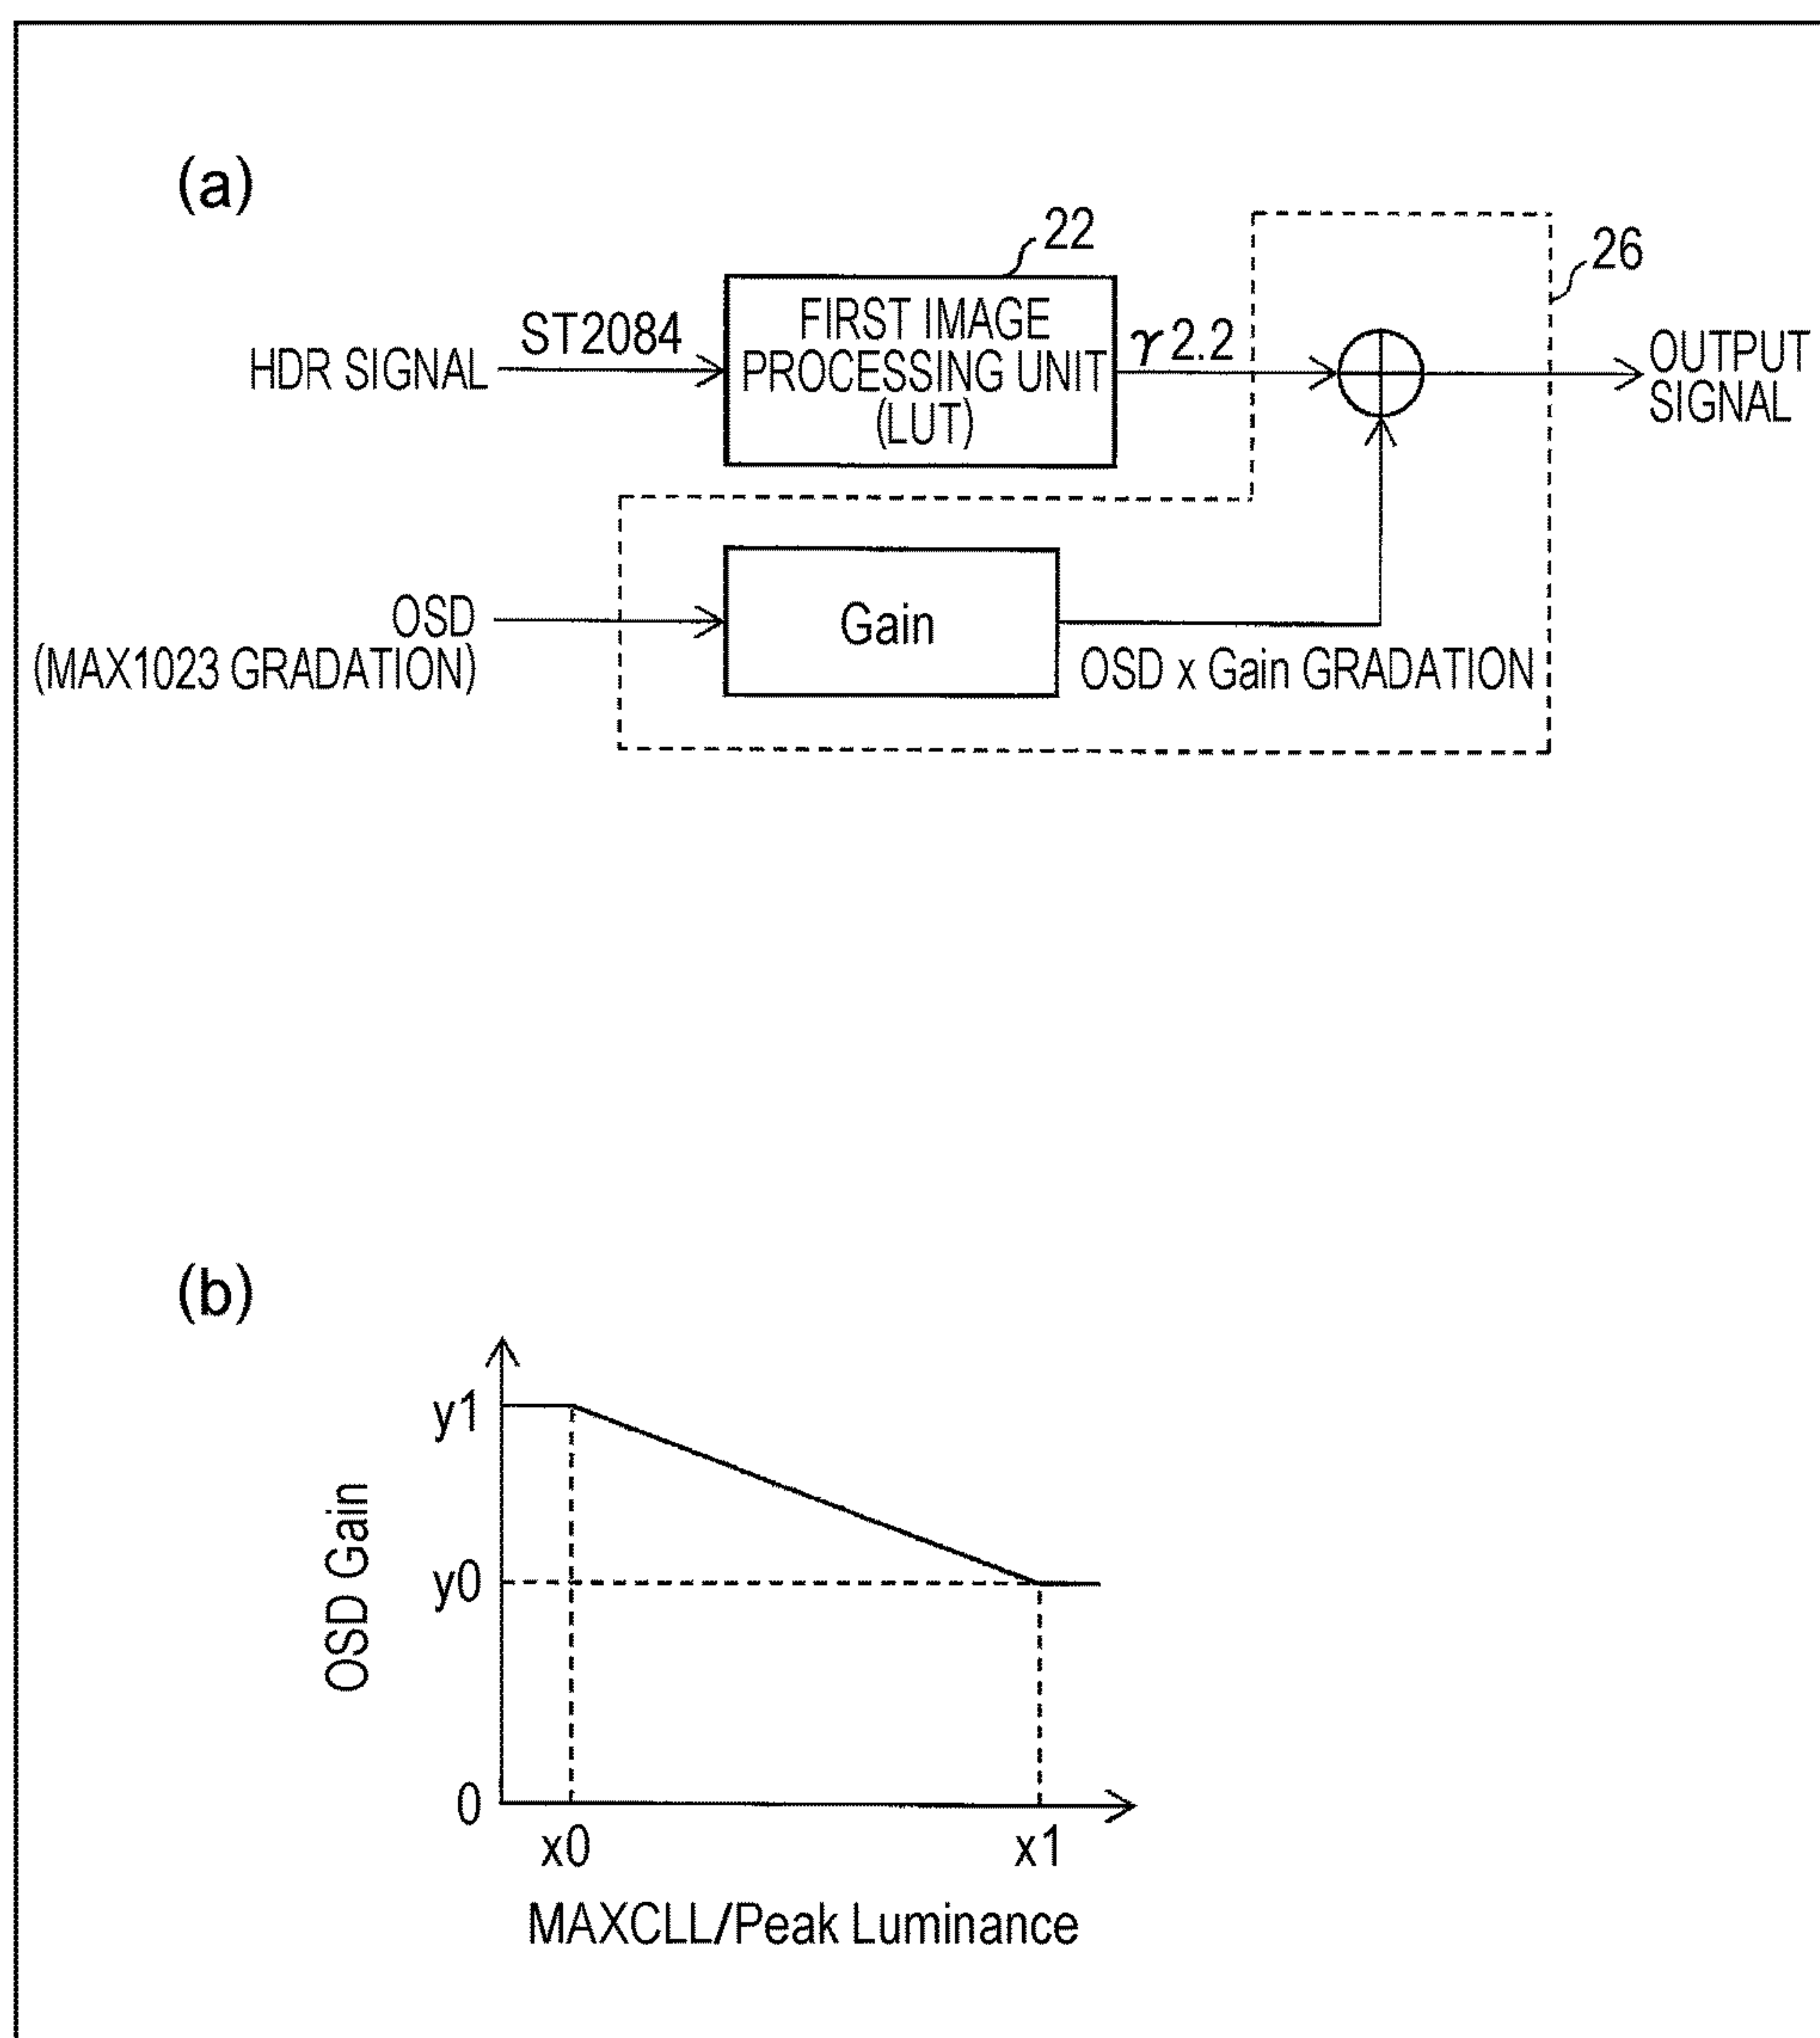 (a)
22
26
HDR SIGNAL
ST2084
FIRST IMAGE
PROCESSING UNIT
(LUT)
γ2.2
OUTPUT
SIGNAL
OSD
(MAX1023 GRADATION)
Gain
OSD x Gain GRADATION
(b)
y1
y0
0
OSD Gain
x0
x1
MAXCLL/Peak Luminance